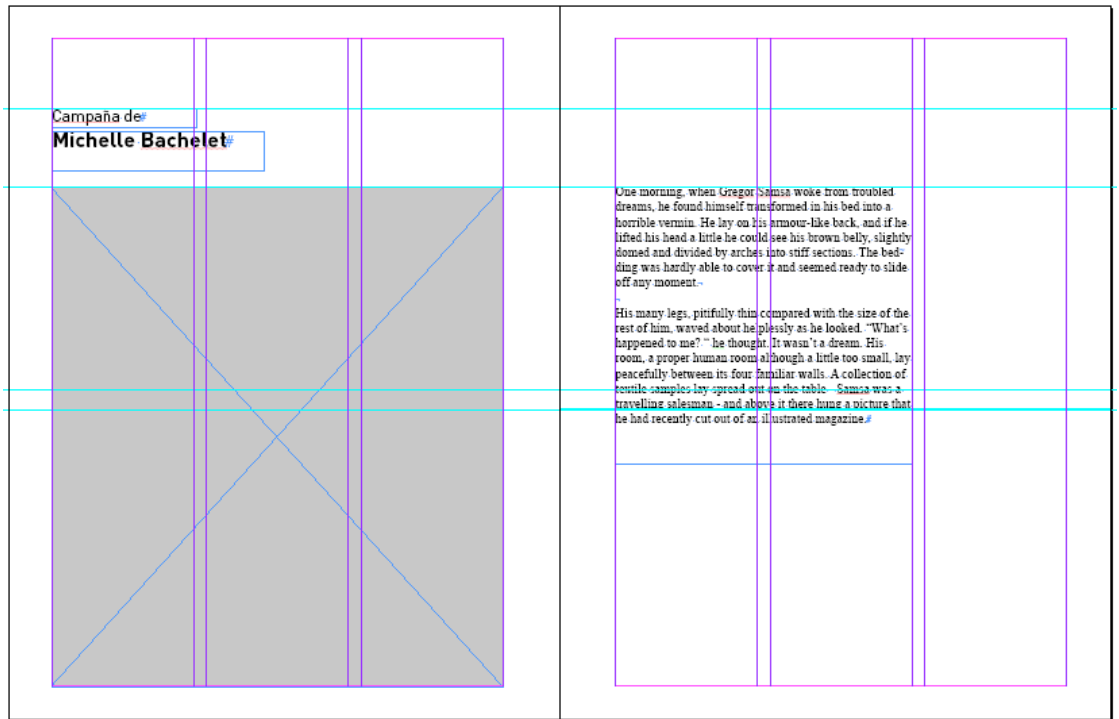 Campaña de
Michelle Bachelet
One morning, when Gregor Samsa woke from troubled
dreams, he found himself transformed in his bed into a
horrible vermin. He lay on his armour-like back, and if he
lifted his head a little he could see his brown belly, slightly
domed and divided by arches into stiff sections. The bed-
ding was hardly able to cover it and seemed ready to slide
off any moment.
His many legs, pitifully thin compared with the size of the
rest of him, waved about helplessly as he looked. “What’s
happened to me? “ he thought. It wasn’t a dream. His
room, a proper human room although a little too small, lay
peacefully between its four familiar walls. A collection of
textile samples lay spread out on the table - Samsa was a
travelling salesman - and above it there hung a picture that
he had recently cut out of an illustrated magazine.